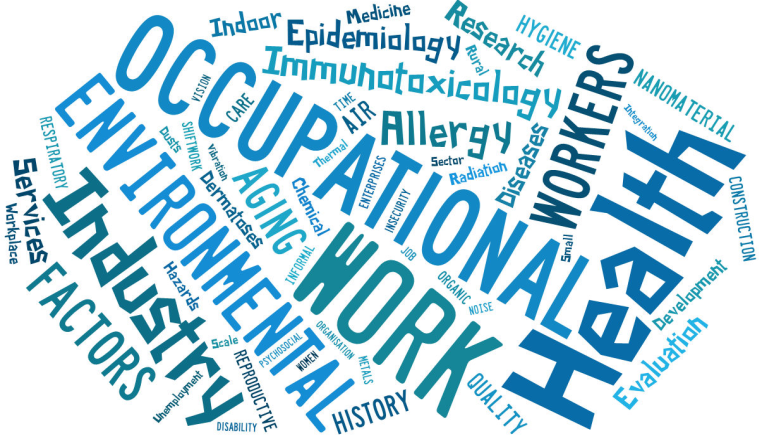 Indoor
Medicine
Epidemiology
Research
HYGIENE
OCCUPATIONAL
VISION
CARE
Immunotoxicology
Rural
WORKERS
NANOMATERIAL
ENVIRONMENTAL
RESPIRATORY
Dusts
SHIFTWORK
Vibration
TIME
AIR
Thermal
Allergy
Sector
Radiation
Diseases
Integration
Health
CONSTRUCTION
Services
Workplace
Industry
Dermatoses
AGING
Chemical
ENTERPRISES
INSECURITY
Small
FACTORS
Hazards
INFORMAL
WORK
JOB
ORGANIC
NOISE
Development
Evaluation
Unemployment
Scale
REPRODUCTIVE
DISABILITY
PSYCHOSOCIAL
WOMEN
ORGANISATION
METALS
HISTORY
QUALITY